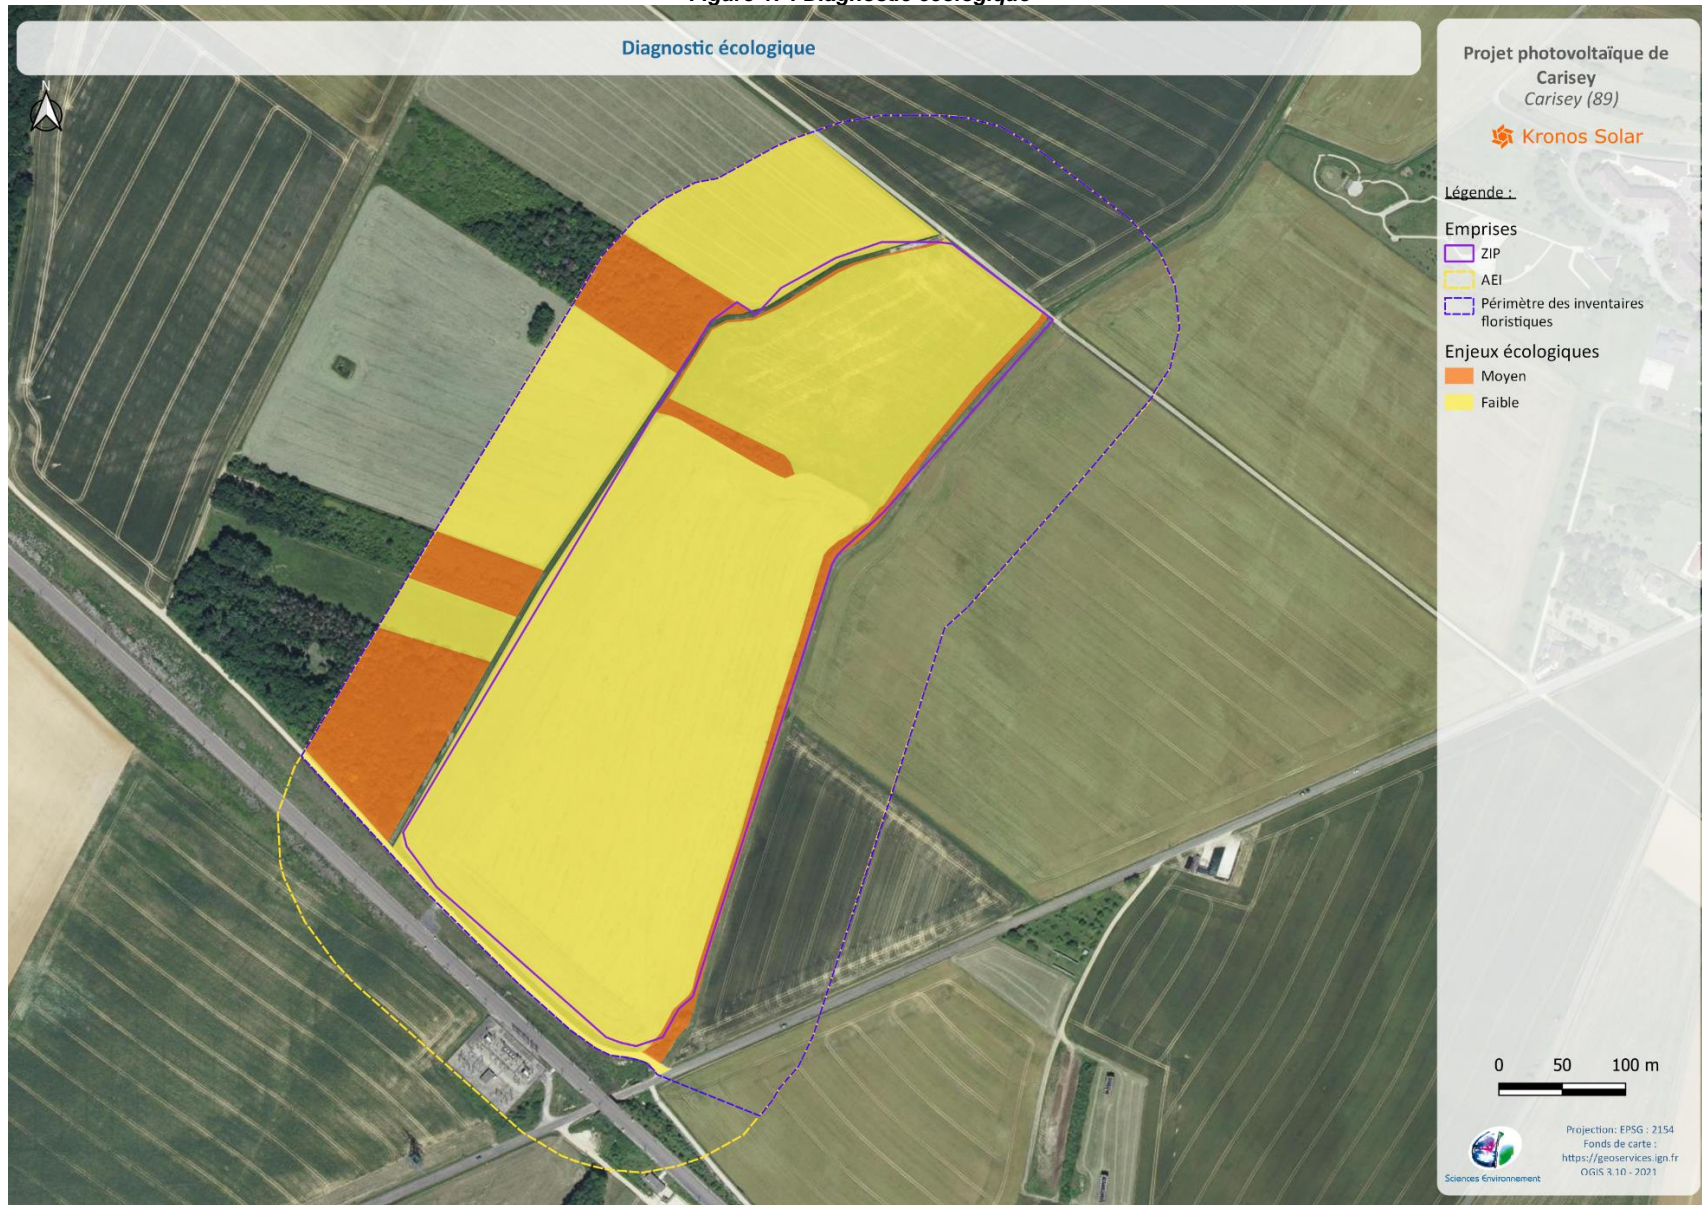 Diagnostic écologique
N
Projet photovoltaïque de
Carisey
Carisey (89)
Kronos Solar
Légende :
Emprises
ZIP
AEI
Périmètre des inventaires
floristiques
Enjeux écologiques
Moyen
Faible
0 50 100 m
Projection: EPSG : 2154
Fonds de carte :
https://geoservices.ign.fr
QGIS 3.10 - 2021
Sciences Environnement